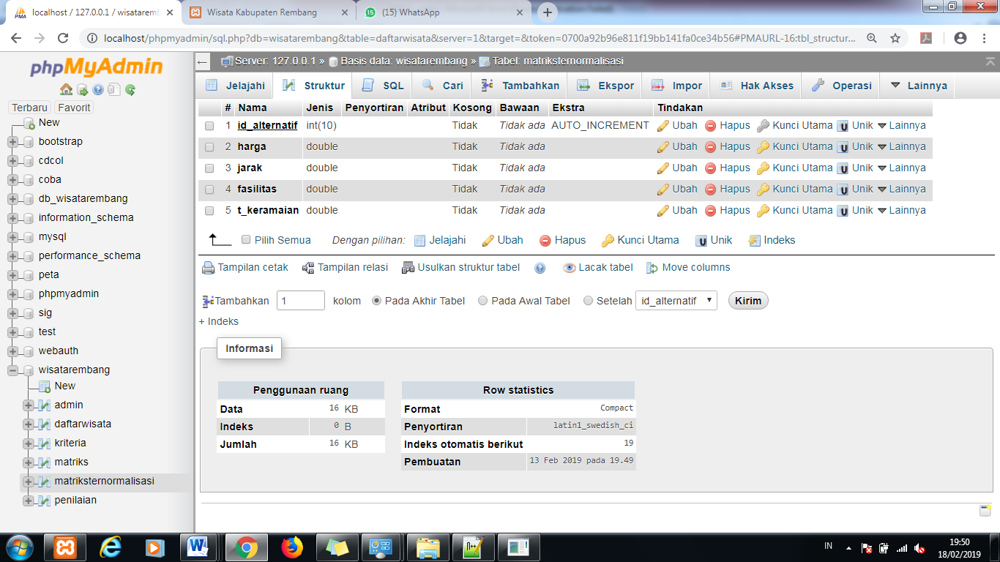 localhost / 127.0.0.1 / wisataremb
Wisata Kabupaten Rembang
(15) WhatsApp
localhost/phpmyadmin/sql.php?db=wisatarembang&table=daftarwisata&server=1&target=&token=0700a92b96e811f19bb141fa0ce34b56#PMAURL-16:tbl_structur...
phpMyAdmin
Terbaru Favorit
New
bootstrap
cdcol
coba
db_wisatarembang
information_schema
mysql
performance_schema
peta
phpmyadmin
sig
test
webauth
wisatarembang
New
admin
daftarwisata
kriteria
matriks
matriksternormalisasi
penilaian
Server: 127.0.0.1 » Basis data: wisatarembang » Tabel: matriksternormalisasi
Jelajahi Struktur SQL Cari Tambahkan Ekspor Impor Hak Akses Operasi Lainnya
# Nama Jenis Penyortiran Atribut Kosong Bawaan Ekstra Tindakan
1 id_alternatif int(10) Tidak Tidak ada AUTO_INCREMENT Ubah Hapus Kunci Utama Unik Lainnya
2 harga double Tidak Tidak ada Ubah Hapus Kunci Utama Unik Lainnya
3 jarak double Tidak Tidak ada Ubah Hapus Kunci Utama Unik Lainnya
4 fasilitas double Tidak Tidak ada Ubah Hapus Kunci Utama Unik Lainnya
5 t_keramaian double Tidak Tidak ada Ubah Hapus Kunci Utama Unik Lainnya
Pilih Semua Dengan pilihan: Jelajahi Ubah Hapus Kunci Utama Unik Indeks
Tampilan cetak Tampilan relasi Usulkan struktur tabel Lacak tabel Move columns
Tambahkan 1 kolom Pada Akhir Tabel Pada Awal Tabel Setelah id_alternatif Kirim
+ Indeks
Informasi
Penggunaan ruang
Data 16 KB
Indeks 0 B
Jumlah 16 KB
Row statistics
Format Compact
Penyortiran latin1_swedish_ci
Indeks otomatis berikut 19
Pembuatan 13 Feb 2019 pada 19.49
IN
19:50
18/02/2019